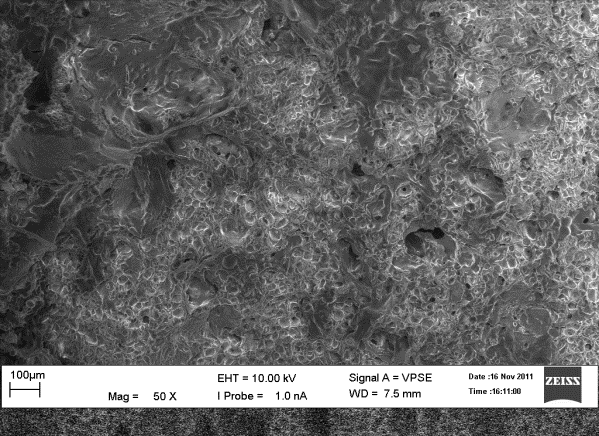 100µm
EHT = 10.00 kV
Signal A = VPSE
Date :16 Nov 2011
ZEISS
Mag = 50 X
I Probe = 1.0 nA
WD = 7.5 mm
Time :16:11:00